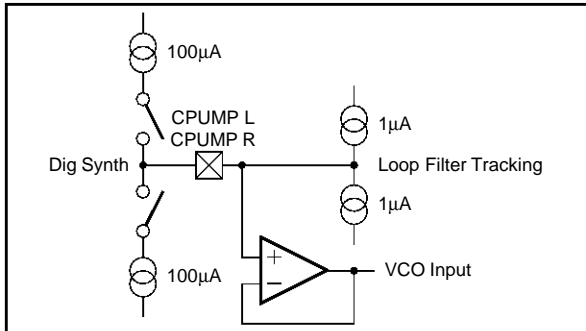 100μA
CPUMP L
CPUMP R
1μA
Dig Synth
Loop Filter Tracking
1μA
+
−
VCO Input
100μA